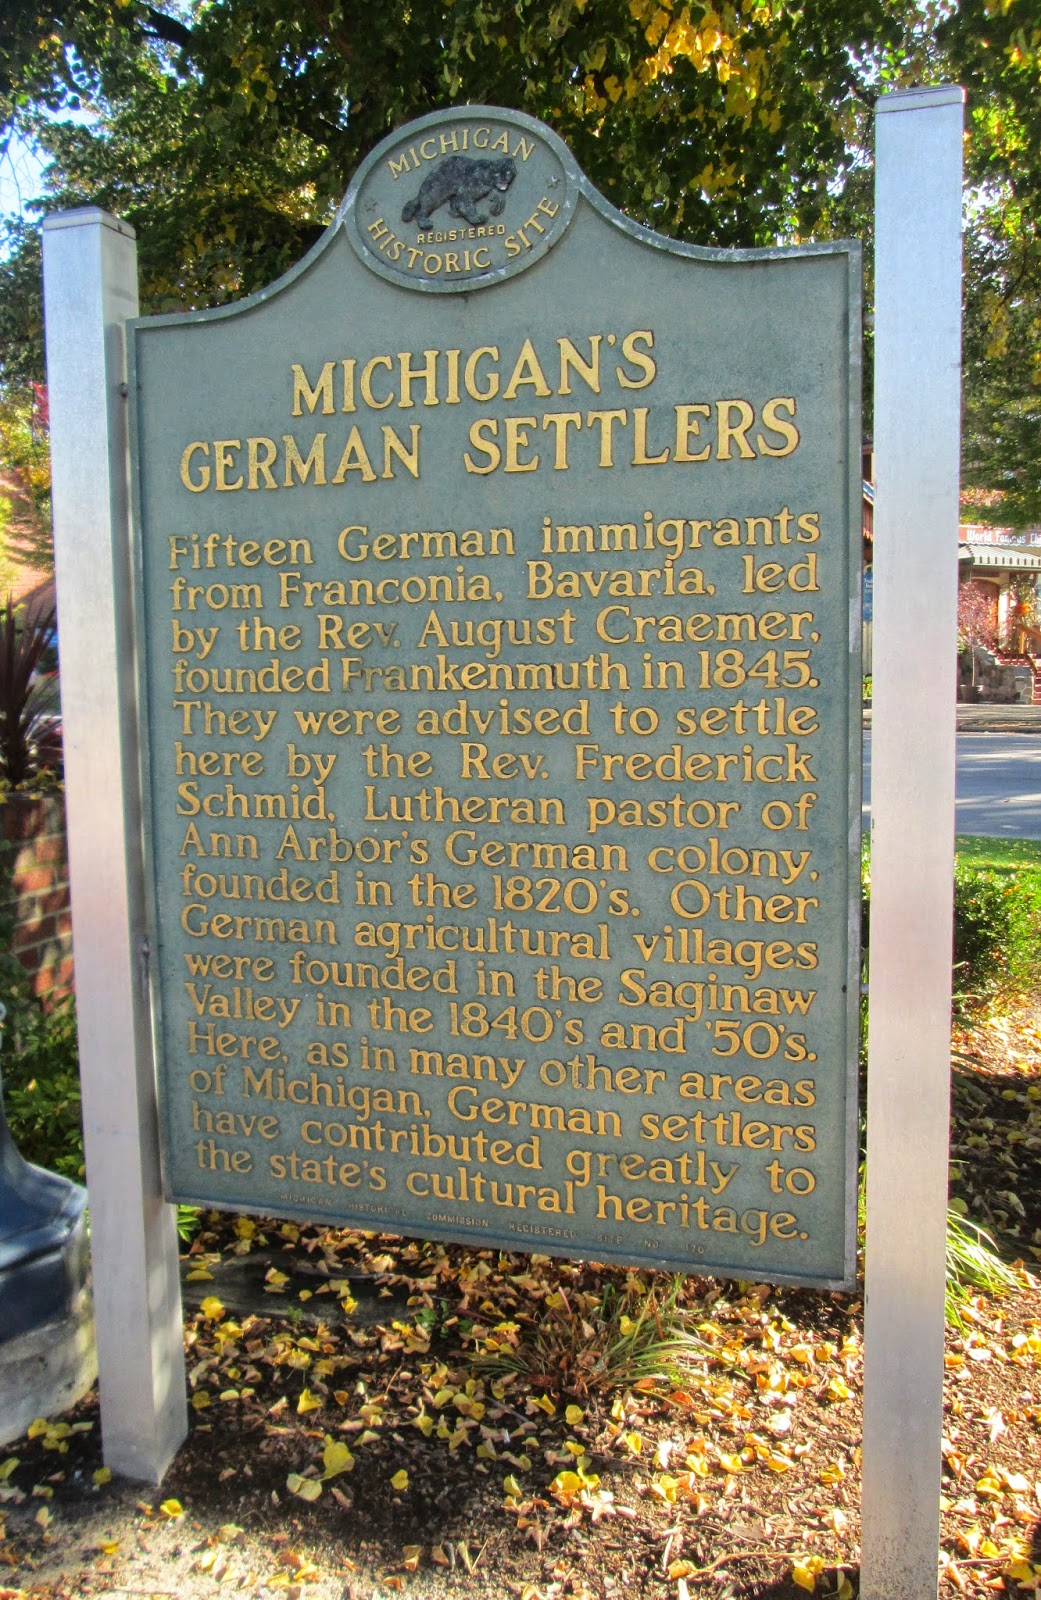 MICHIGAN
REGISTERED
HISTORIC SITE
MICHIGAN'S
GERMAN SETTLERS
Fifteen German immigrants
from Franconia, Bavaria, led
by the Rev. August Craemer,
founded Frankenmuth in 1845.
They were advised to settle
here by the Rev. Frederick
Schmid, Lutheran pastor of
Ann Arbor's German colony,
founded in the 1820's. Other
German agricultural villages
were founded in the Saginaw
Valley in the 1840's and '50's.
Here, as in many other areas
of Michigan, German settlers
have contributed greatly to
the state's cultural heritage.
MICHIGAN HISTORICAL COMMISSION REGISTERED SITE NO. 170
World Famous